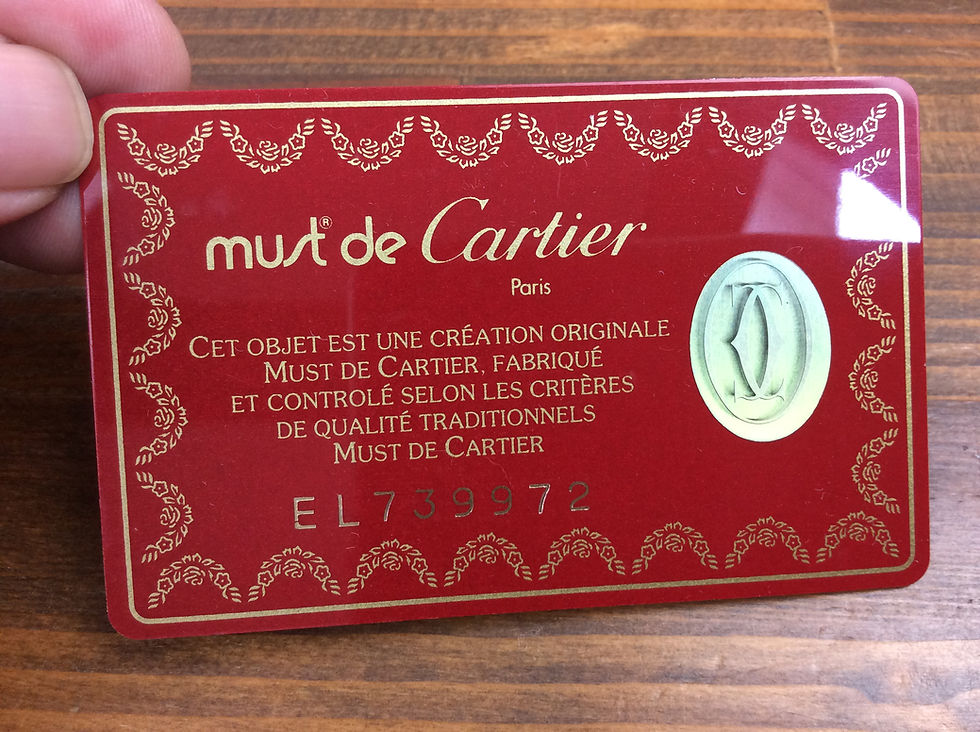 must® de Cartier
Paris
CET OBJET EST UNE CRÉATION ORIGINALE
MUST DE CARTIER, FABRIQUÉ
ET CONTROLÉ SELON LES CRITÈRES
DE QUALITÉ TRADITIONNELS
MUST DE CARTIER
EL739972